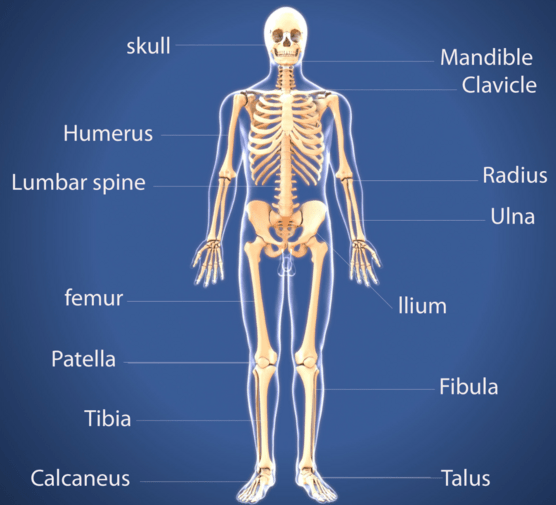 skull
Mandible
Clavicle
Humerus
Radius
Lumbar spine
Ulna
femur
Ilium
Patella
Fibula
Tibia
Calcaneus
Talus